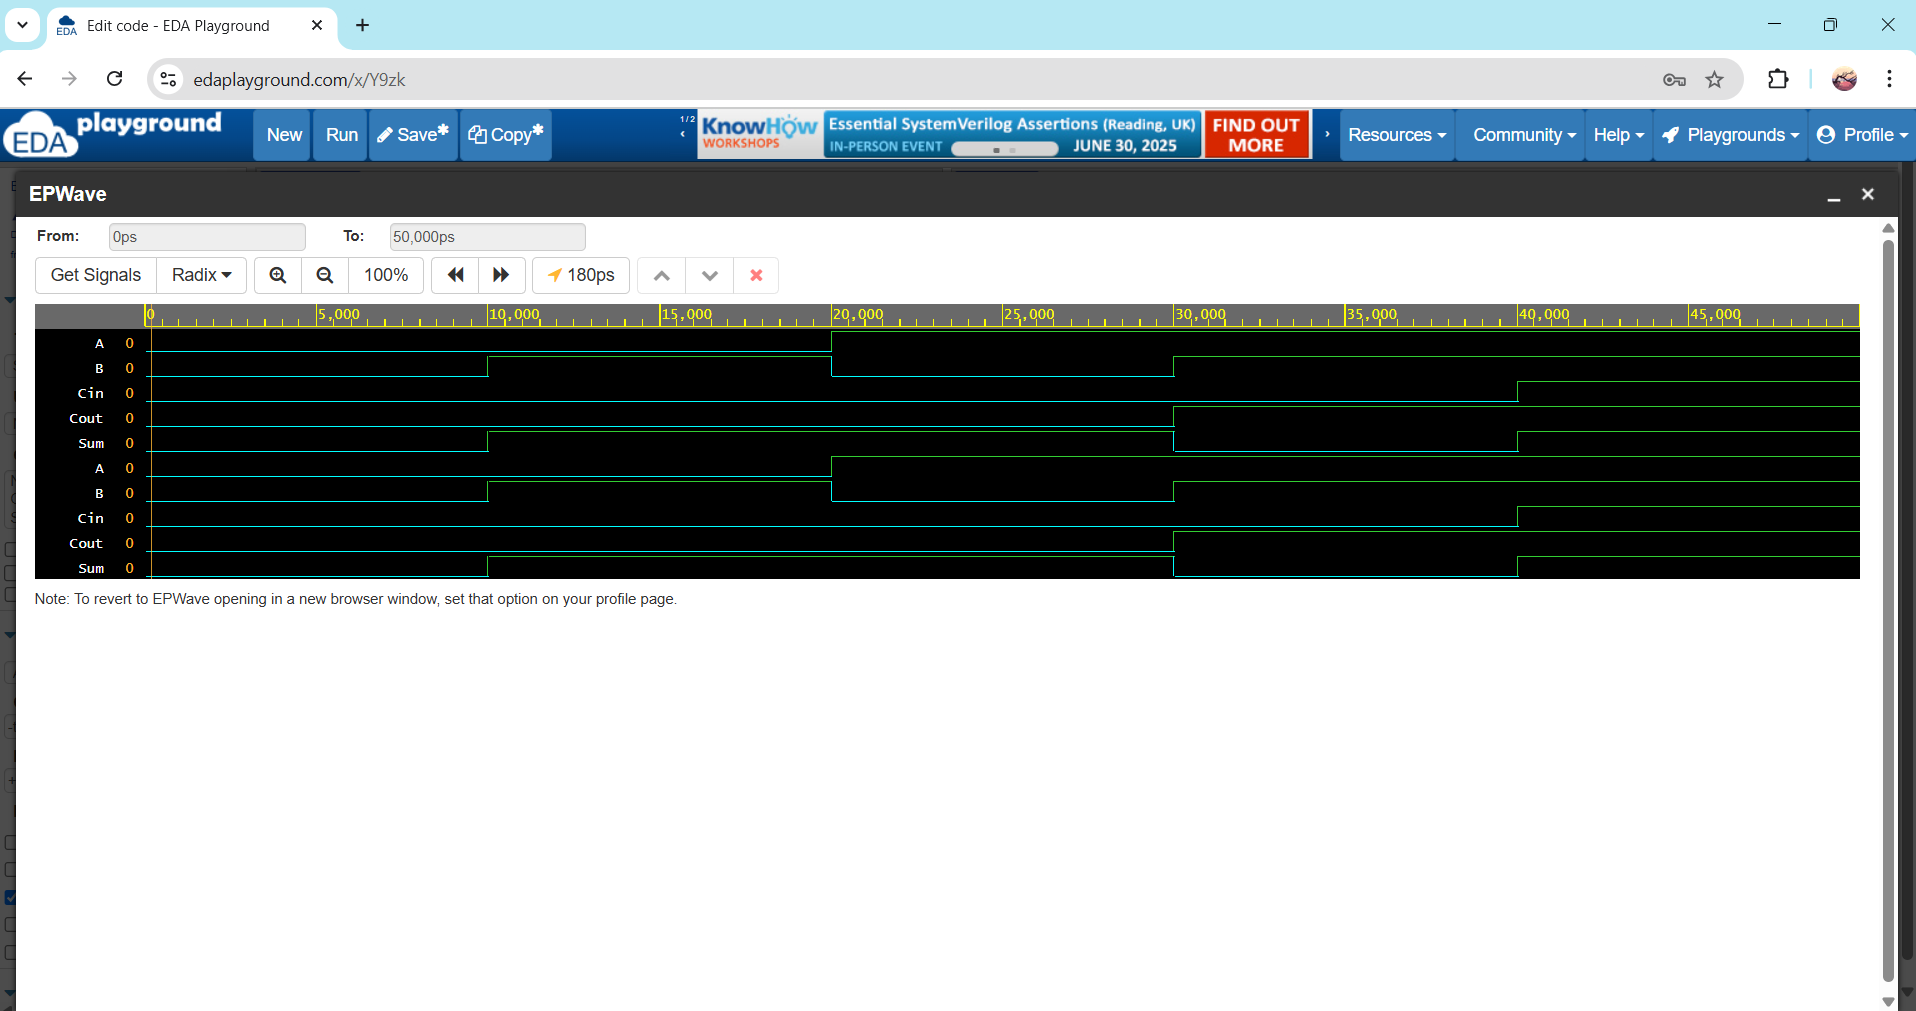 Edit code - EDA Playground
edaplayground.com/x/Y9zk
EDA playground
New Run Save* Copy*
1/2
KnowHow WORKSHOPS
Essential SystemVerilog Assertions (Reading, UK)
IN-PERSON EVENT JUNE 30, 2025
FIND OUT MORE
Resources Community Help Playgrounds Profile
EPWave
From: 0ps To: 50,000ps
Get Signals Radix 100% 180ps
0 5,000 10,000 15,000 20,000 25,000 30,000 35,000 40,000 45,000
A 0
B 0
Cin 0
Cout 0
Sum 0
A 0
B 0
Cin 0
Cout 0
Sum 0
Note: To revert to EPWave opening in a new browser window, set that option on your profile page.